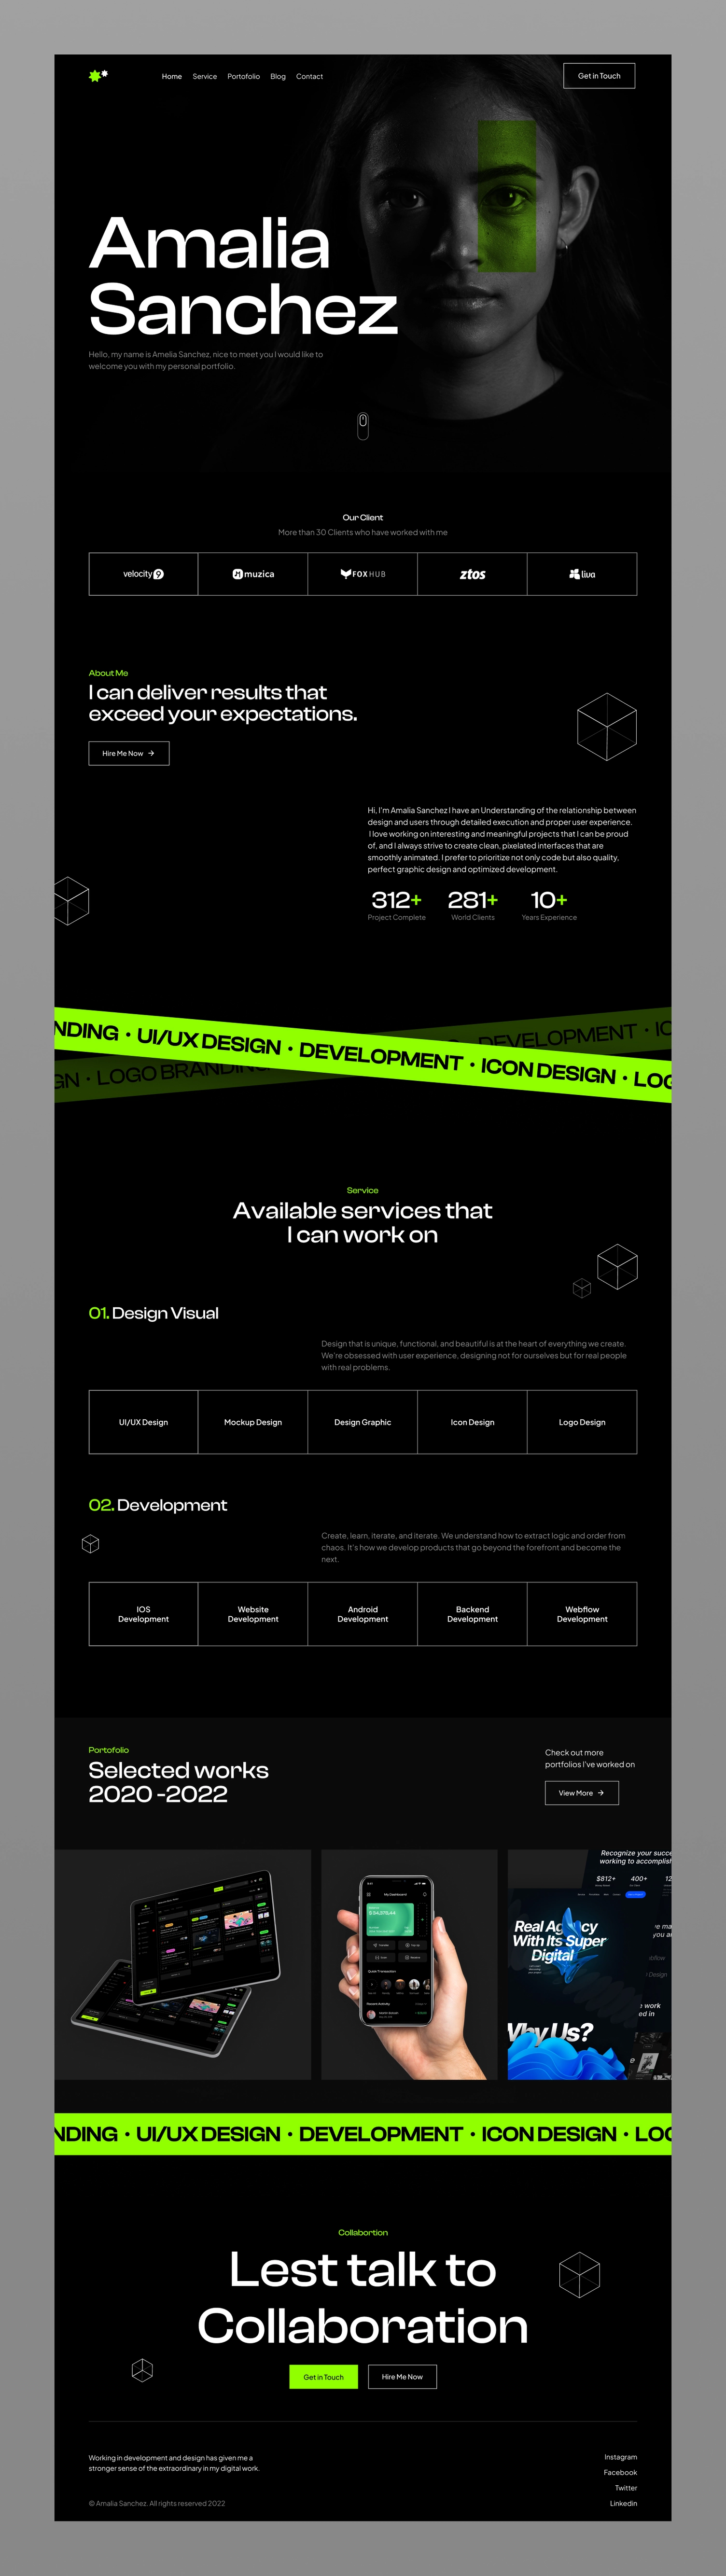 Home Service Portofolio Blog Contact
Get in Touch
Amalia
Sanchez
Hello, my name is Amelia Sanchez, nice to meet you I would like to
welcome you with my personal portfolio.
Our Client
More than 30 Clients who have worked with me
velocity9
muzica
FOXHUB
ztos
liva
About Me
I can deliver results that
exceed your expectations.
Hire Me Now
Hi, I'm Amalia Sanchez I have an Understanding of the relationship between
design and users through detailed execution and proper user experience.
I love working on interesting and meaningful projects that I can be proud
of, and I always strive to create clean, pixelated interfaces that are
smoothly animated. I prefer to prioritize not only code but also quality,
perfect graphic design and optimized development.
312+ 281+ 10+
Project Complete World Clients Years Experience
NDING • UI/UX DESIGN • DEVELOPMENT • ICON DESIGN • LOG
GN • LOGO BRANDING DEVELOPMENT • IC
Service
Available services that
I can work on
01. Design Visual
Design that is unique, functional, and beautiful is at the heart of everything we create.
We're obsessed with user experience, designing not for ourselves but for real people
with real problems.
UI/UX Design
Mockup Design
Design Graphic
Icon Design
Logo Design
02. Development
Create, learn, iterate, and iterate. We understand how to extract logic and order from
chaos. It's how we develop products that go beyond the forefront and become the
next.
IOS
Development
Website
Development
Android
Development
Backend
Development
Webflow
Development
Portofolio
Selected works
2020 -2022
Check out more
portfolios I've worked on
View More
My Dashboard
Quick Transaction
Recent Activity
Recognize your succe
working to accomplish
$812+ 400+ 12
Real Agency
With Its Super
Digital
Why Us?
NDING • UI/UX DESIGN • DEVELOPMENT • ICON DESIGN • LOG
Collabortion
Lest talk to
Collaboration
Get in Touch
Hire Me Now
Working in development and design has given me a
stronger sense of the extraordinary in my digital work.
Instagram
Facebook
Twitter
Linkedin
© Amalia Sanchez. All rights reserved 2022